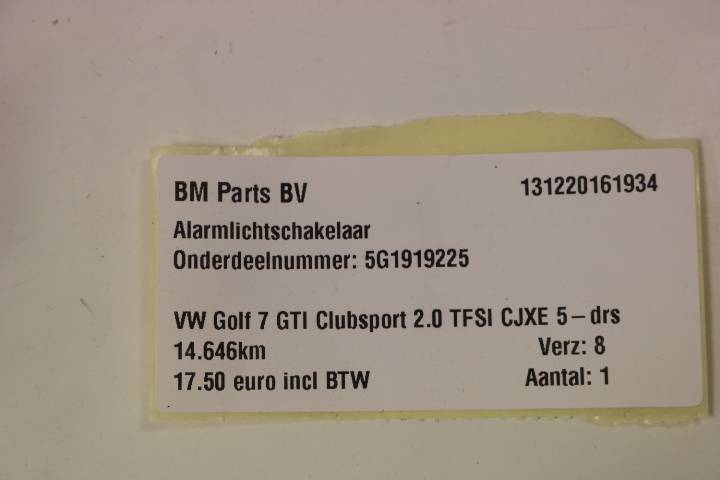 BM Parts BV 131220161934
Alarmlichtschakelaar
Onderdeelnummer: 5G1919225
VW Golf 7 GTI Clubsport 2.0 TFSI CJXE 5-drs
14.646km Verz: 8
17.50 euro incl BTW Aantal: 1